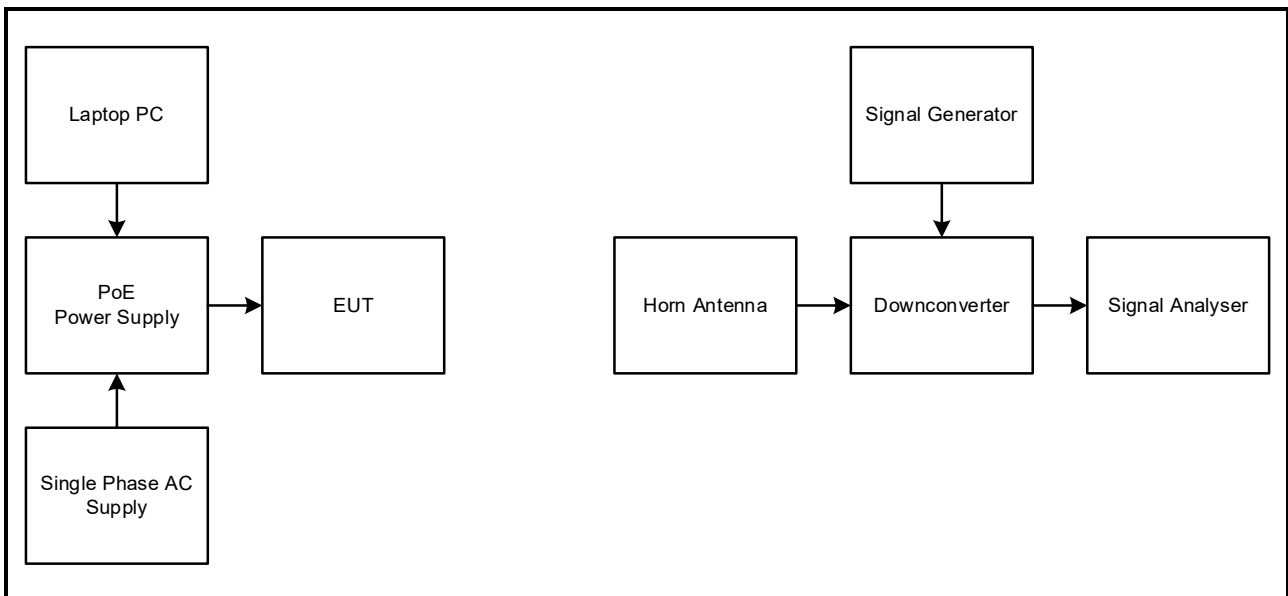 Laptop PC
Signal Generator
PoE
Power Supply
EUT
Horn Antenna
Downconverter
Signal Analyser
Single Phase AC
Supply